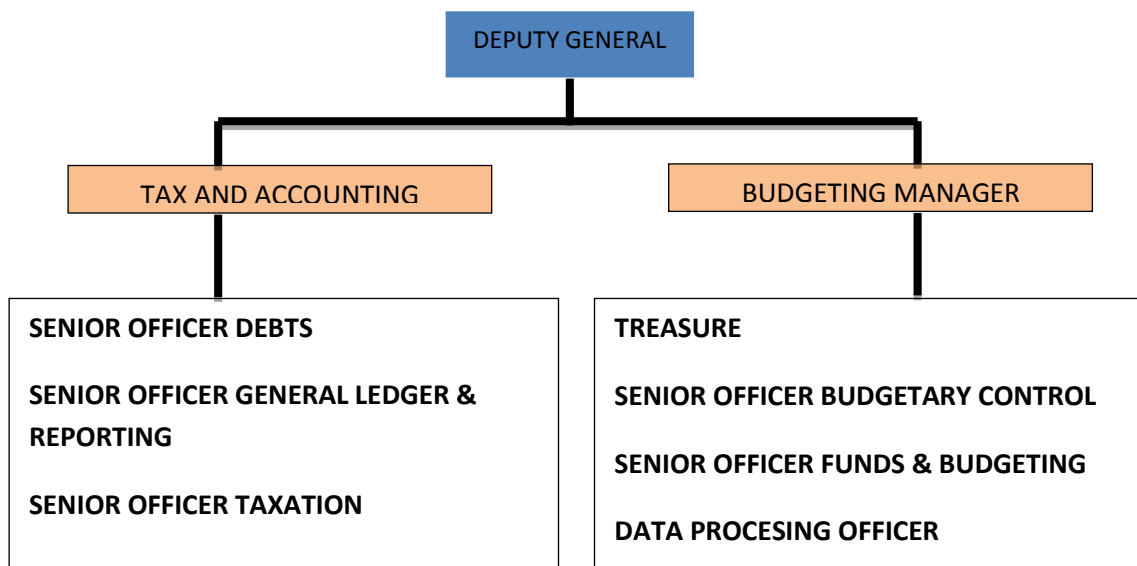 DEPUTY GENERAL
TAX AND ACCOUNTING
BUDGETING MANAGER
SENIOR OFFICER DEBTS
SENIOR OFFICER GENERAL LEDGER &
REPORTING
SENIOR OFFICER TAXATION
TREASURE
SENIOR OFFICER BUDGETARY CONTROL
SENIOR OFFICER FUNDS & BUDGETING
DATA PROCESING OFFICER